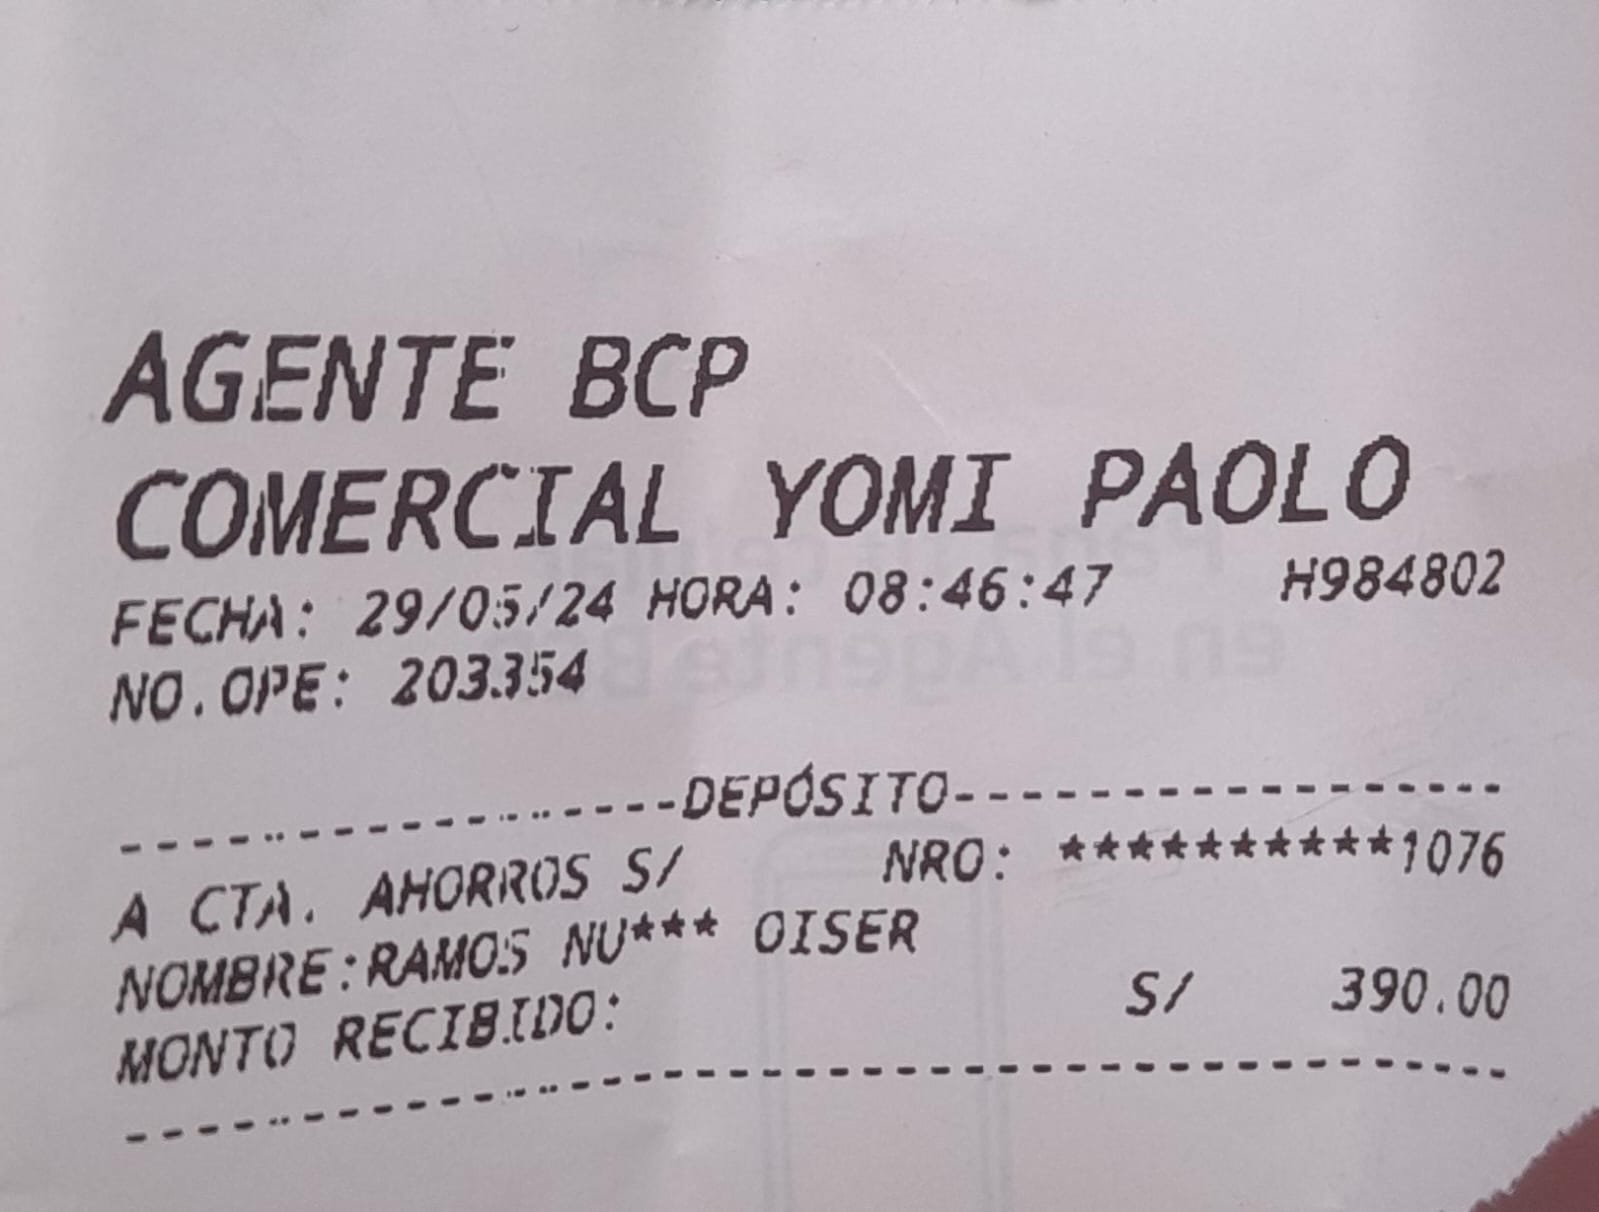 AGENTE BCP
COMERCIAL YOMI PAOLO
FECHA: 29/05/24 HORA: 08:46:47 H984802
NO.OPE: 203354
-----------------DEPÓSITO-----------------
A CTA. AHORROS S/ NRO: **********1076
NOMBRE:RAMOS NU*** OISER
MONTO RECIBIDO: S/ 390.00
------------------------------------------